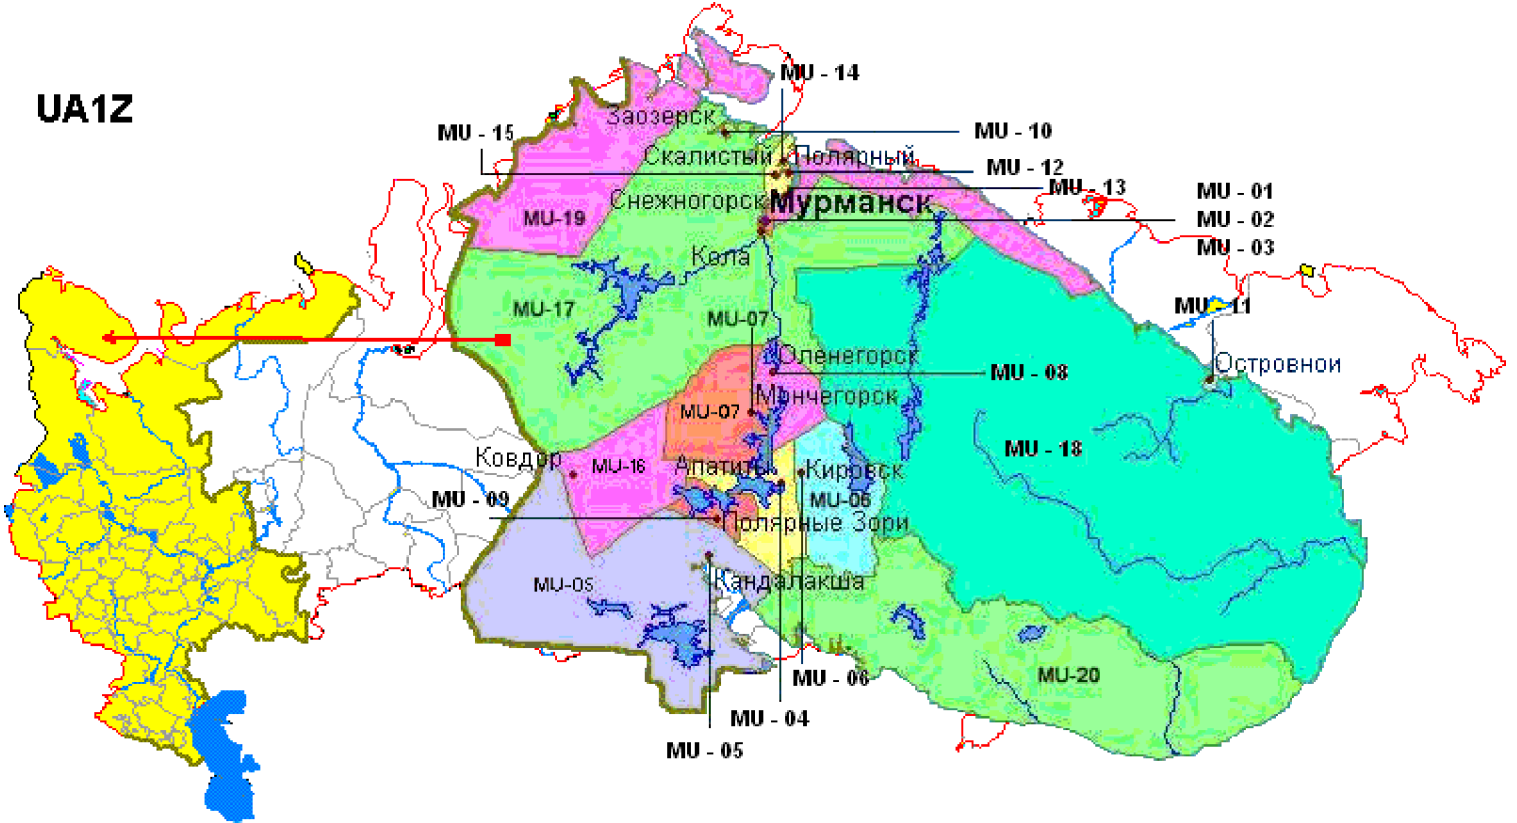 UA1Z
MU - 14
Заозерск
MU - 15
MU - 10
Скалистый
Полярный
MU - 12
MU - 13
Снежногорск
Мурманск
MU - 01
MU - 02
MU - 03
MU-19
Кола
MU-17
MU-07
MU - 11
Оленегорск
Островной
MU - 08
Мончегорск
MU-07
MU - 18
Ковдор
MU-16
Апатиты
Кировск
MU - 09
MU-06
Полярные Зори
MU-05
Кандалакша
MU - 06
MU-20
MU - 04
MU - 05